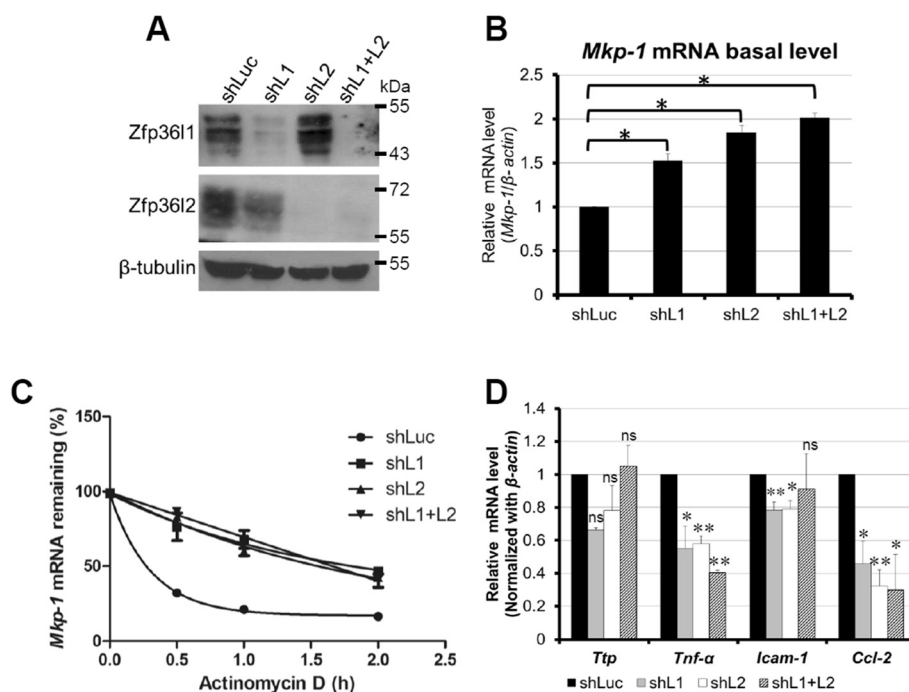 A
shLuc
shL1
shL2
shL1+L2
kDa
Zfp36l1
55
43
Zfp36l2
72
55
β-tubulin
55
B
Mkp-1 mRNA basal level
Relative mRNA level
(Mkp-1/β- actin)
2.5
2
1.5
1
0.5
0
*
*
*
shLuc shL1 shL2 shL1+L2
C
Mkp-1 mRNA remaining (%)
150
100
50
0
0.0 0.5 1.0 1.5 2.0
Actinomycin D (h)
shLuc
shL1
shL2
shL1+L2
D
Relative mRNA level
(Normalized with β-actin)
1.4
1.2
1
0.8
0.6
0.4
0.2
0
ns ns ns
* ** **
** * ns
* ** *
Ttp Tnf-α Icam-1 Ccl-2
shLuc shL1 shL2 shL1+L2